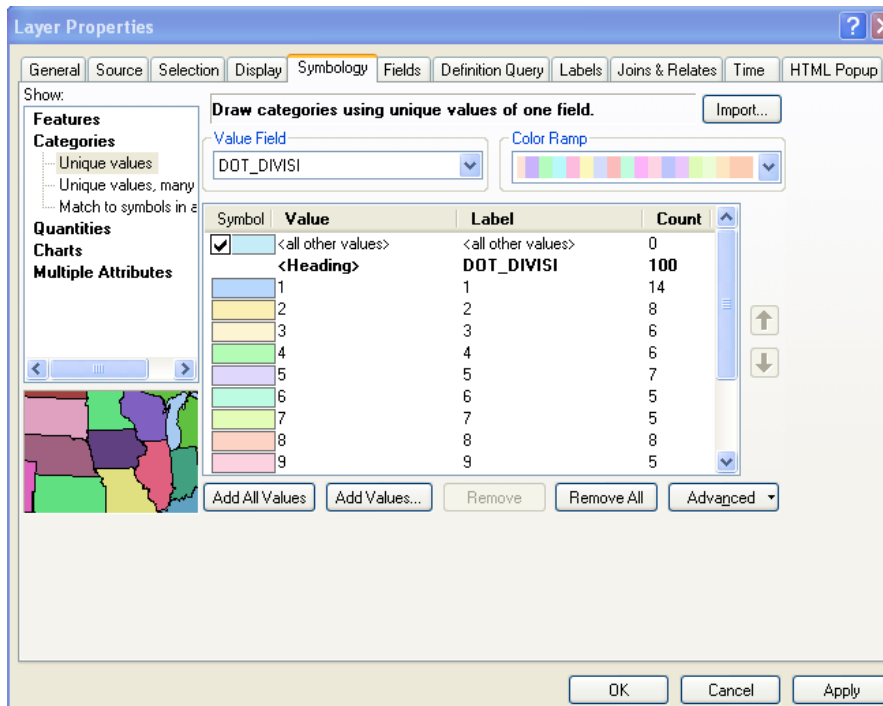 Layer Properties
General Source Selection Display Symbology Fields Definition Query Labels Joins & Relates Time HTML Popup
Show:
Features
Categories
Unique values
Unique values, many
Match to symbols in a
Quantities
Charts
Multiple Attributes
Draw categories using unique values of one field.
Import...
Value Field
DOT_DIVISI
Color Ramp
Symbol Value Label Count
<all other values> <all other values> 0
<Heading> DOT_DIVISI 100
1 1 14
2 2 8
3 3 6
4 4 6
5 5 7
6 6 5
7 7 5
8 8 8
9 9 5
Add All Values Add Values... Remove Remove All Advanced
OK Cancel Apply